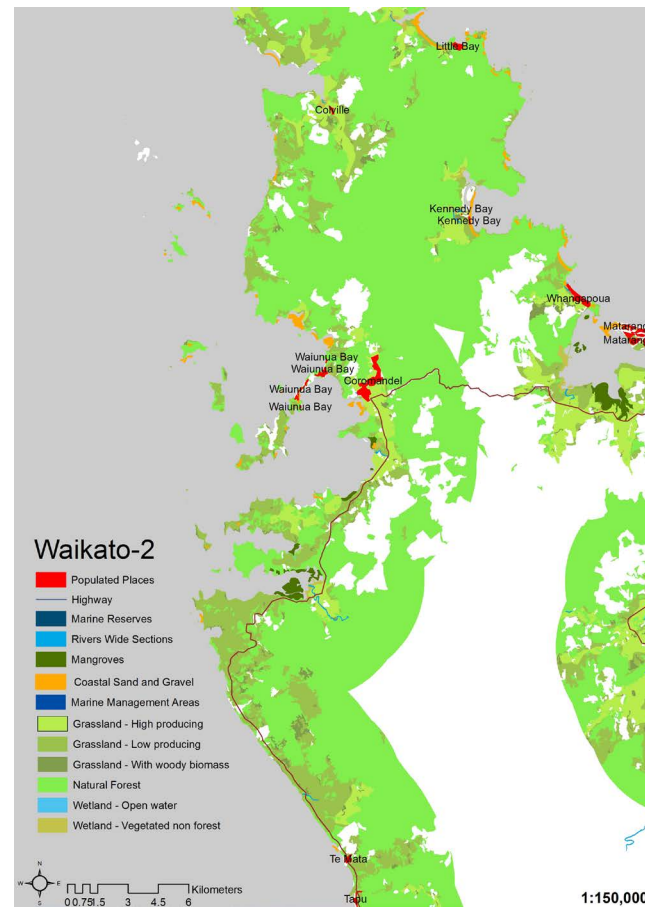 Little Bay
Colville
Kennedy Bay
Kennedy Bay
Whangapoua
Matarang
Matarang
Waiunua Bay
Waiunua Bay
Coromandel
Waiunua Bay
Waiunua Bay
Waikato-2
Populated Places
Highway
Marine Reserves
Rivers Wide Sections
Mangroves
Coastal Sand and Gravel
Marine Management Areas
Grassland - High producing
Grassland - Low producing
Grassland - With woody biomass
Natural Forest
Wetland - Open water
Wetland - Vegetated non forest
Te Mata
Tapu
N
W E
S
Kilometers
0 0.75 1.5 3 4.5 6
1:150,000